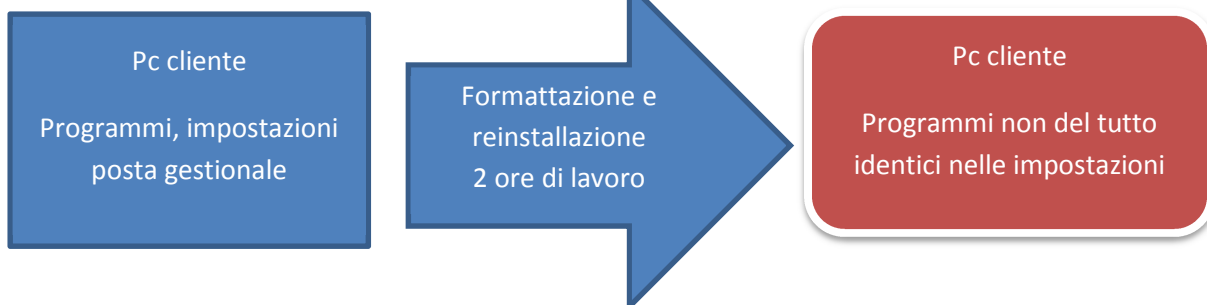 Pc cliente
Programmi, impostazioni
posta gestionale
Formattazione e
reinstallazione
2 ore di lavoro
Pc cliente
Programmi non del tutto
identici nelle impostazioni